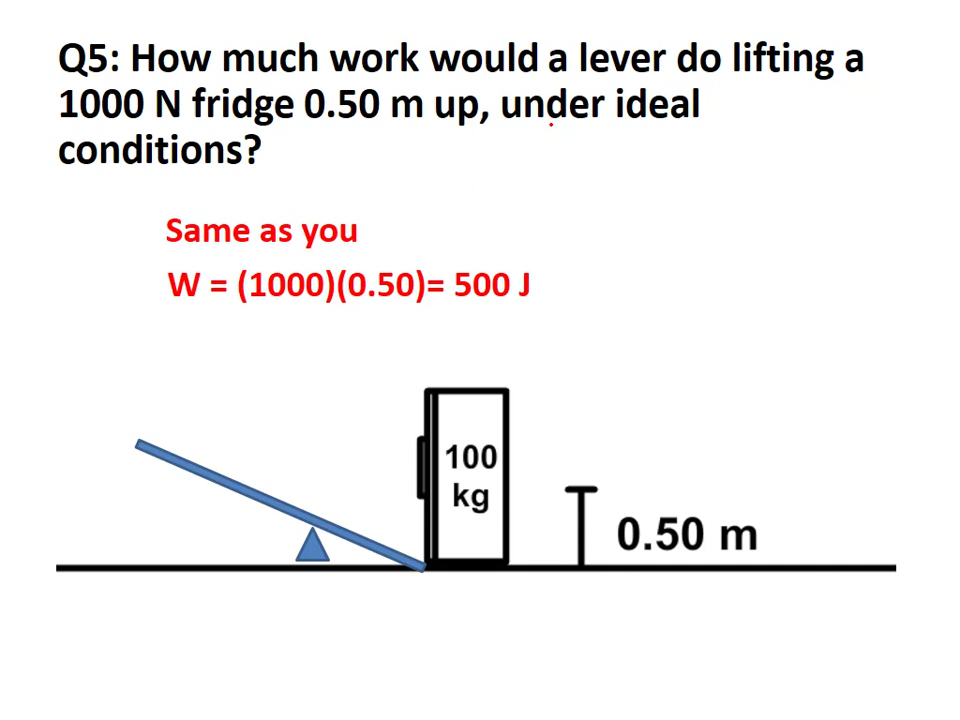 Q5: How much work would a lever do lifting a
1000 N fridge 0.50 m up, under ideal
conditions?
Same as you
W = (1000)(0.50)= 500 J
100
kg
0.50 m